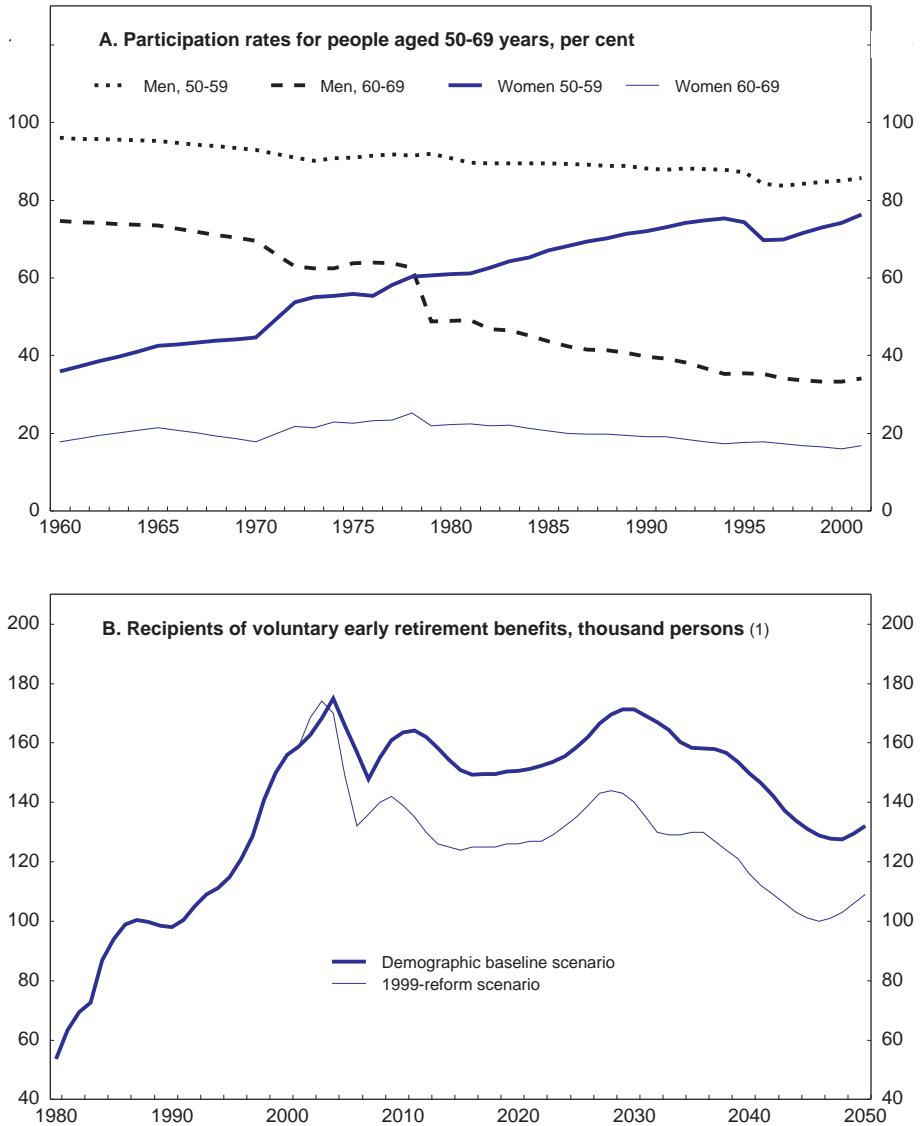 A. Participation rates for people aged 50-69 years, per cent
Men, 50-59 Men, 60-69 Women 50-59 Women 60-69
100 100
80 80
60 60
40 40
20 20
0 0
1960 1965 1970 1975 1980 1985 1990 1995 2000
200 200
B. Recipients of voluntary early retirement benefits, thousand persons (1)
180 180
160 160
140 140
120 120
100 100
Demographic baseline scenario
1999-reform scenario
80 80
60 60
40 40
1980 1990 2000 2010 2020 2030 2040 2050